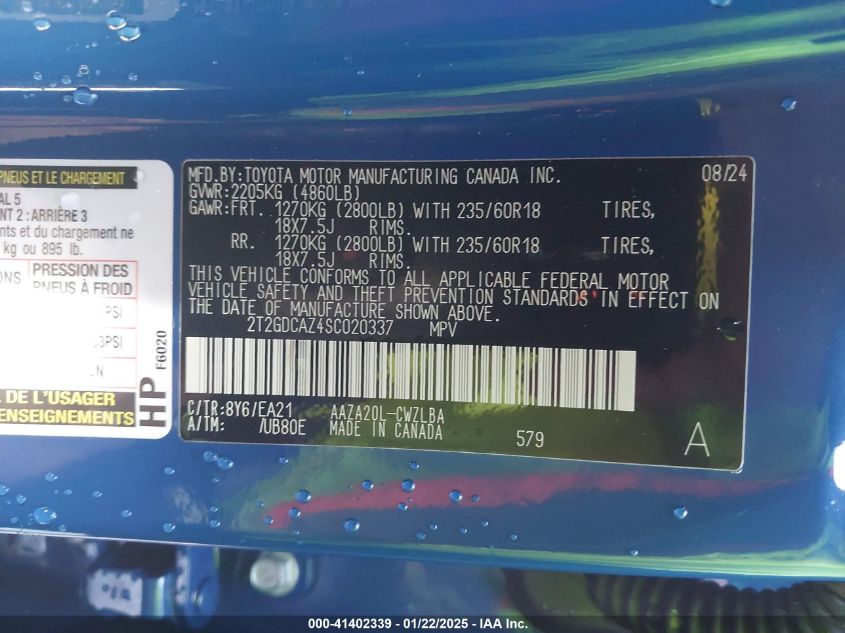 PNEUS ET LE CHARGEMENT
AL 5
NT 2 : ARRIÈRE 3
nts et du chargement ne
kg ou 895 lb.
ONS PRESSION DES
PNEUS À FROID
PSI
3PSI
N
L DE L'USAGER
ENSEIGNEMENTS
HP F6020
MFD.BY:TOYOTA MOTOR MANUFACTURING CANADA INC. 08/24
GVWR:2205KG (4860LB)
GAWR:FRT. 1270KG (2800LB) WITH 235/60R18 TIRES,
18X7.5J RIMS.
RR. 1270KG (2800LB) WITH 235/60R18 TIRES,
18X7.5J RIMS.
THIS VEHICLE CONFORMS TO ALL APPLICABLE FEDERAL MOTOR
VEHICLE SAFETY AND THEFT PREVENTION STANDARDS IN EFFECT ON
THE DATE OF MANUFACTURE SHOWN ABOVE.
2T2GDCAZ4SC020337 MPV
C/TR:8Y6/EA21 AAZA20L-CWZLBA
A/TM: /UB80E MADE IN CANADA 579 A
000-41402339 - 01/22/2025 - IAA Inc.